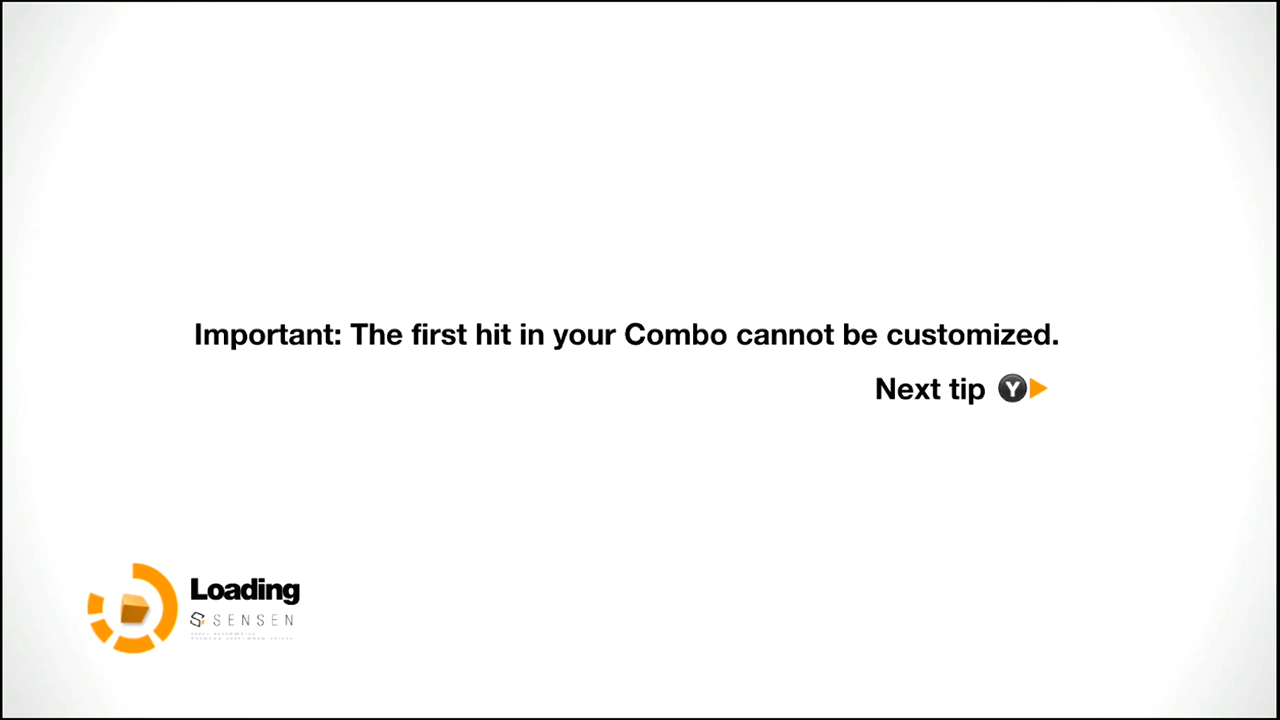 Important: The first hit in your Combo cannot be customized.
Next tip Y
Loading
SENSEN